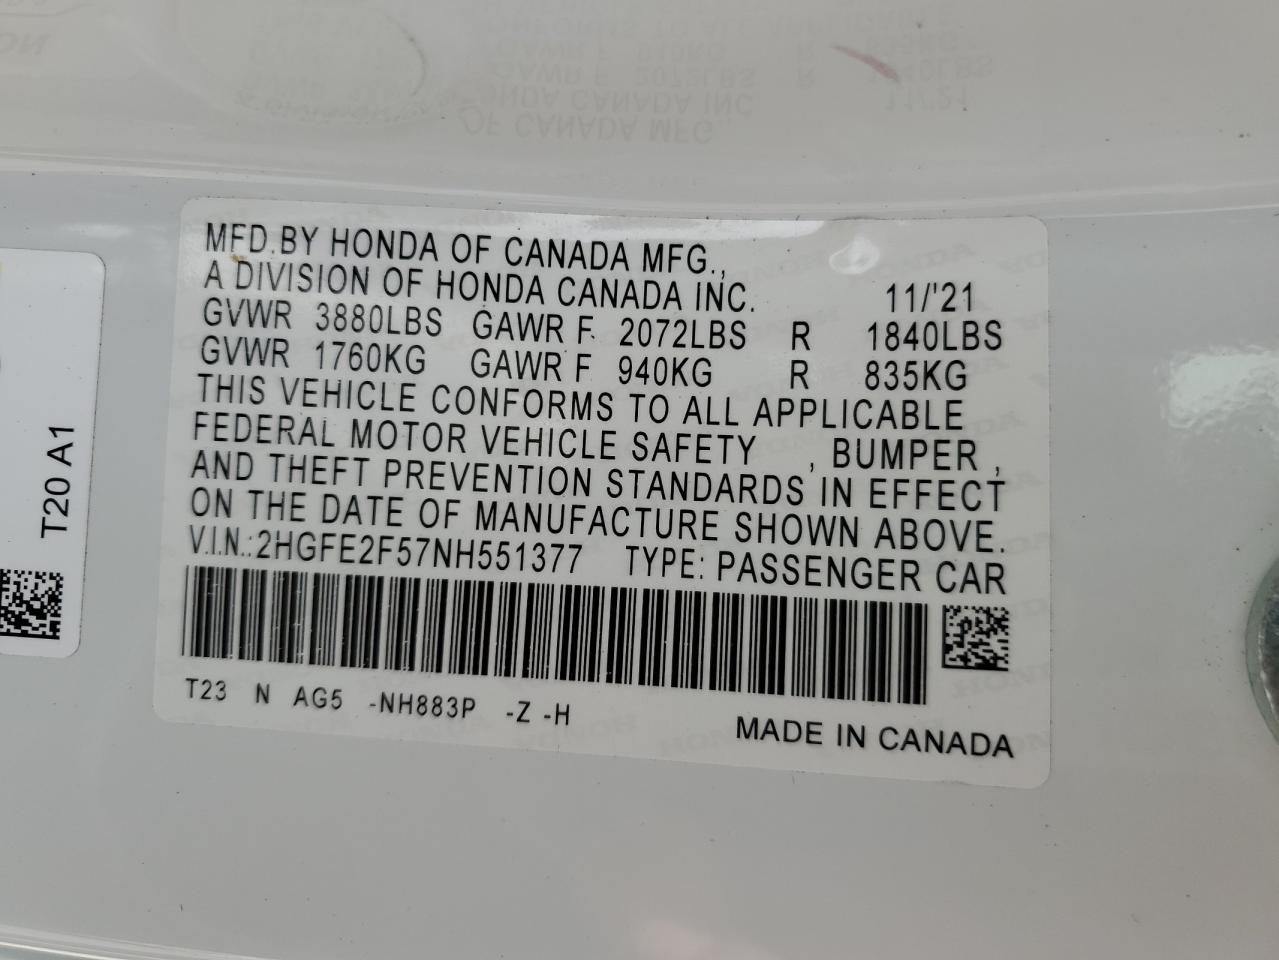 MFD.BY HONDA OF CANADA MFG.,
A DIVISION OF HONDA CANADA INC. 11/'21
GVWR 3880LBS GAWR F 2072LBS R 1840LBS
GVWR 1760KG GAWR F 940KG R 835KG
THIS VEHICLE CONFORMS TO ALL APPLICABLE
FEDERAL MOTOR VEHICLE SAFETY , BUMPER ,
AND THEFT PREVENTION STANDARDS IN EFFECT
ON THE DATE OF MANUFACTURE SHOWN ABOVE.
V.I.N.:2HGFE2F57NH551377 TYPE: PASSENGER CAR
T23 N AG5 -NH883P -Z -H
MADE IN CANADA
T20 A1